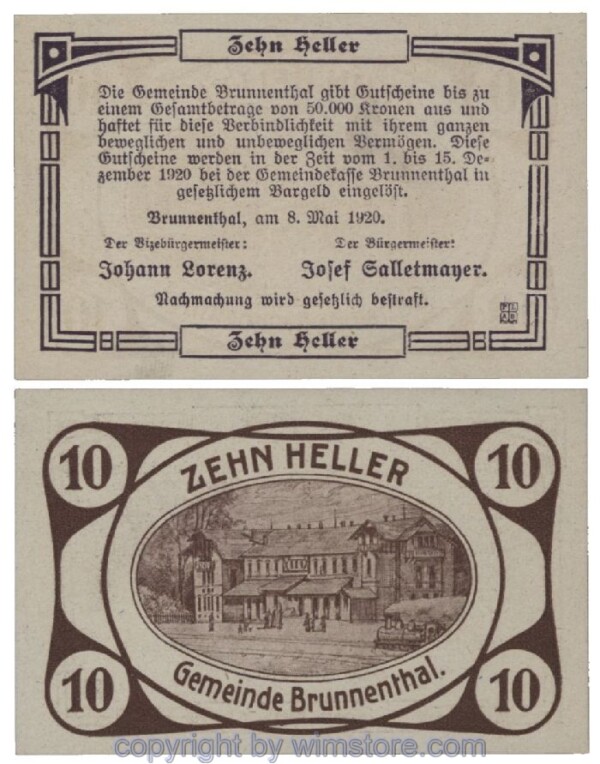 Zehn Heller
Die Gemeinde Brunnenthal gibt Gutscheine bis zu
einem Gesamtbetrage von 50.000 Kronen aus und
haftet für diese Verbindlichkeit mit ihrem ganzen
beweglichen und unbeweglichen Vermögen. Diese
Gutscheine werden in der Zeit vom 1. bis 15. De-
zember 1920 bei der Gemeindekasse Brunnenthal in
gesetzlichem Bargeld eingelöst.
Brunnenthal, am 8. Mai 1920.
Der Vizebürgermeister: Der Bürgermeister:
Johann Lorenz. Josef Salletmayer.
Nachmachung wird gesetzlich bestraft.
Zehn Heller
10 10
ZEHN HELLER
Gemeinde Brunnenthal.
10 10
copyright by wimstore.com